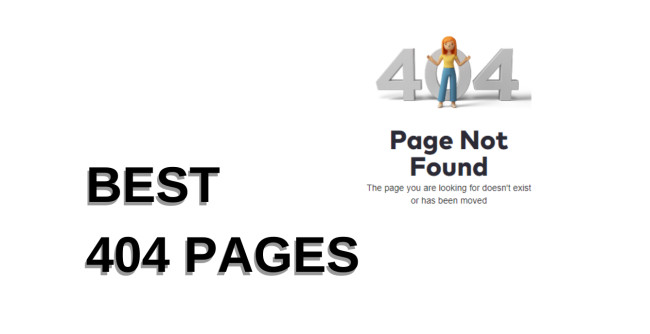 404
Page Not
Found
The page you are looking for doesn't exist
or has been moved
BEST
404 PAGES